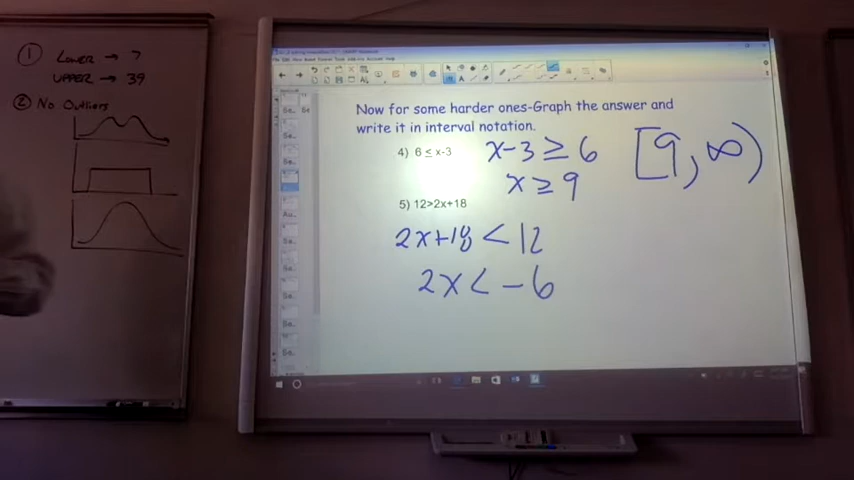 ① LOWER → 7
UPPER → 39
② No Outliers
Now for some harder ones-Graph the answer and
write it in interval notation.
4) 6 ≤ x-3
x-3 ≥ 6
[9, ∞)
x ≥ 9
5) 12>2x+18
2x+18 < 12
2x < -6